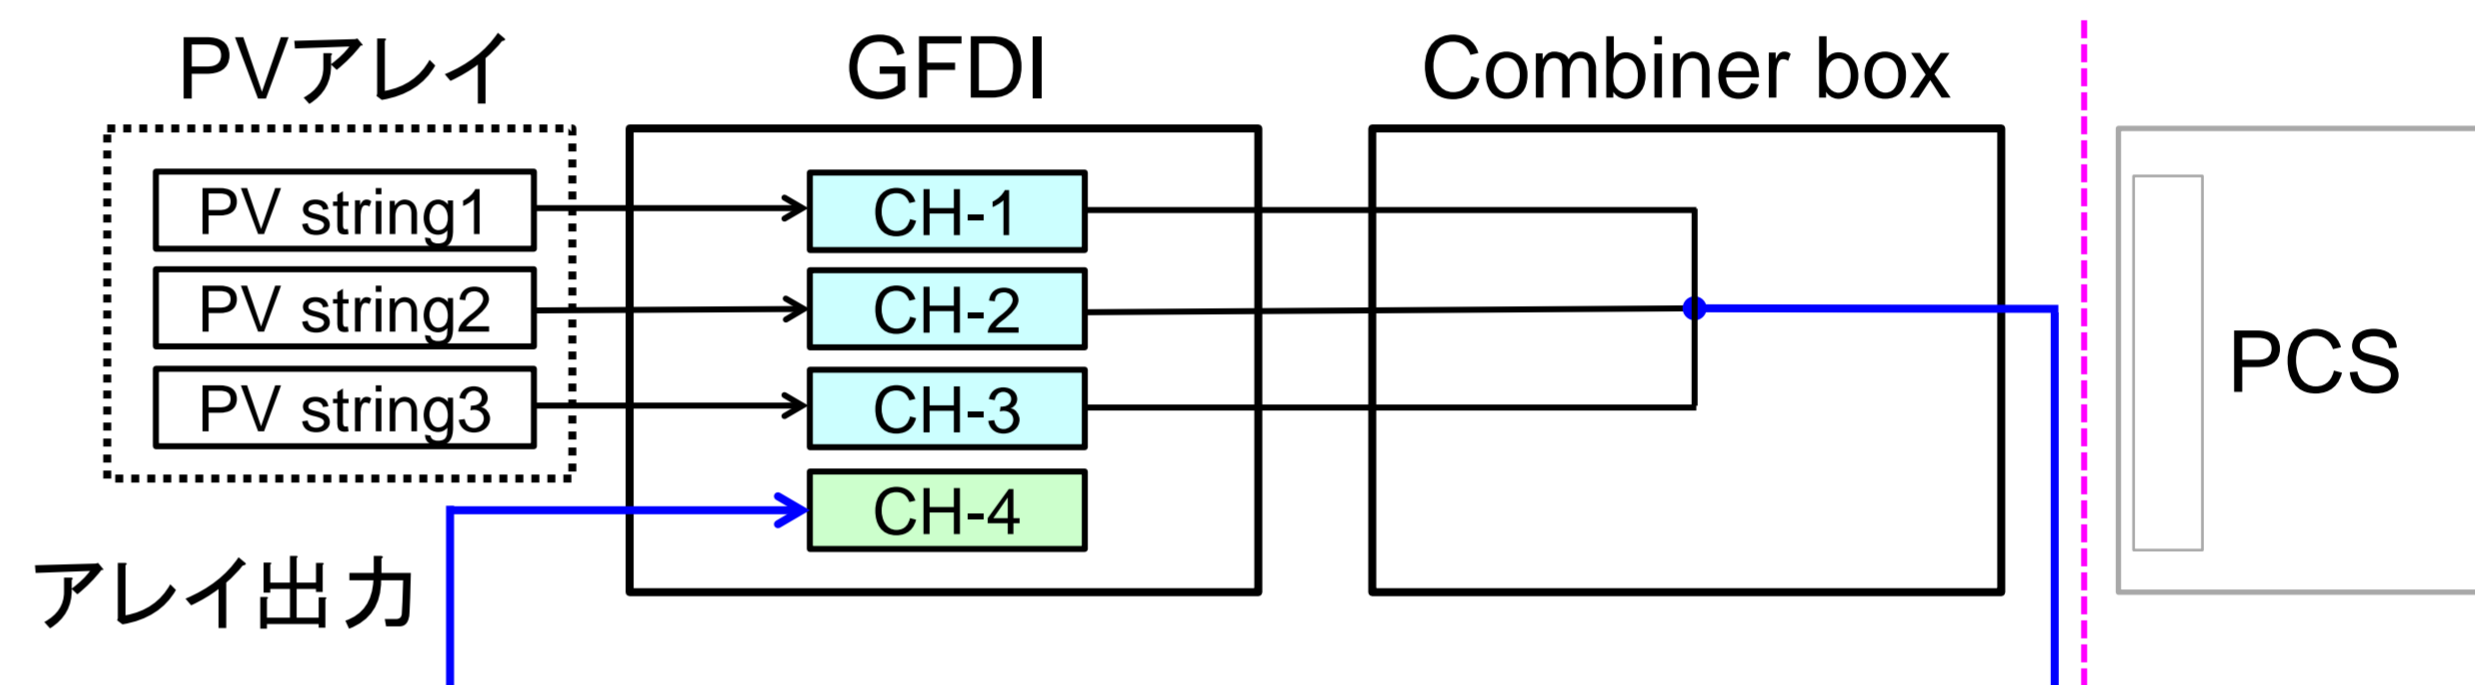 PVアレイ
GFDI
Combiner box
PV string1
CH-1
PV string2
CH-2
PV string3
CH-3
PCS
CH-4
アレイ出力